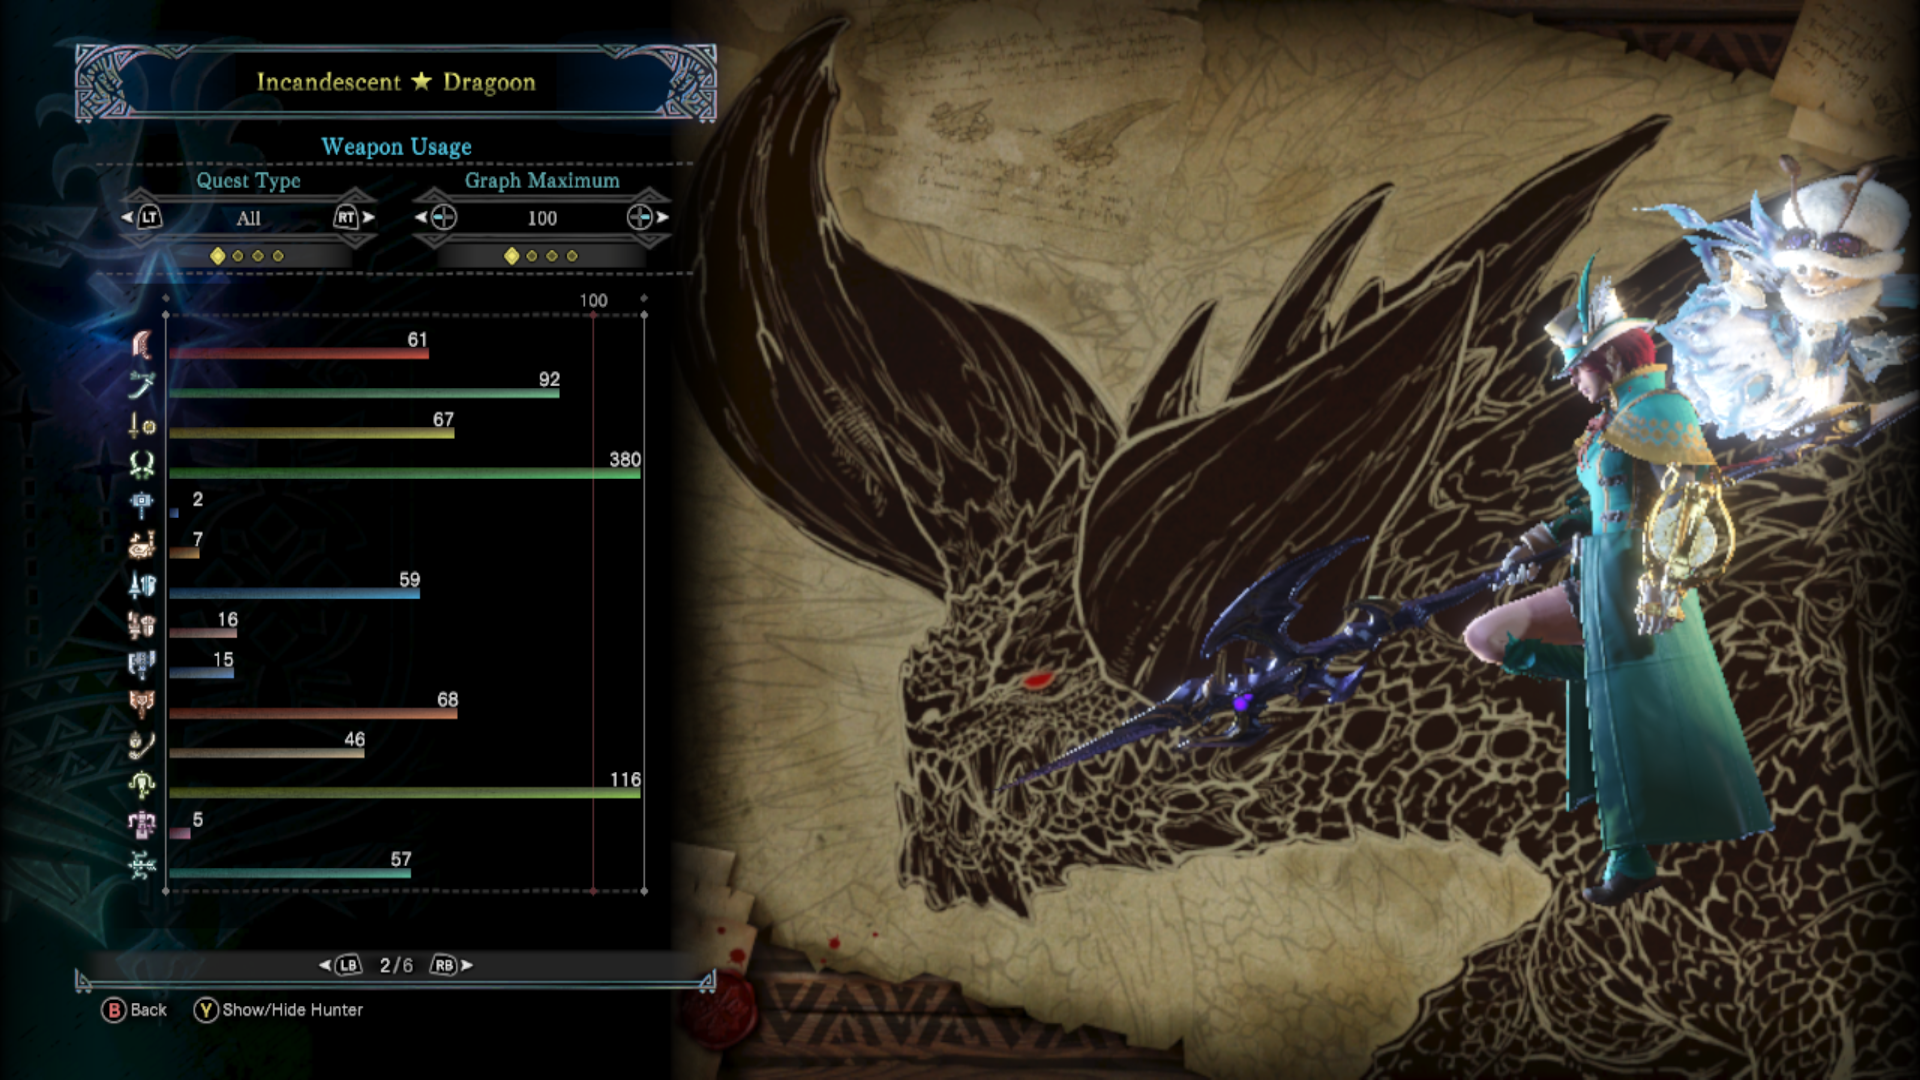 Incandescent ★ Dragoon
Weapon Usage
Quest Type Graph Maximum
LT All RT 100
100
61
92
67
380
2
7
59
16
15
68
46
116
5
57
LB 2/6 RB
B Back Y Show/Hide Hunter